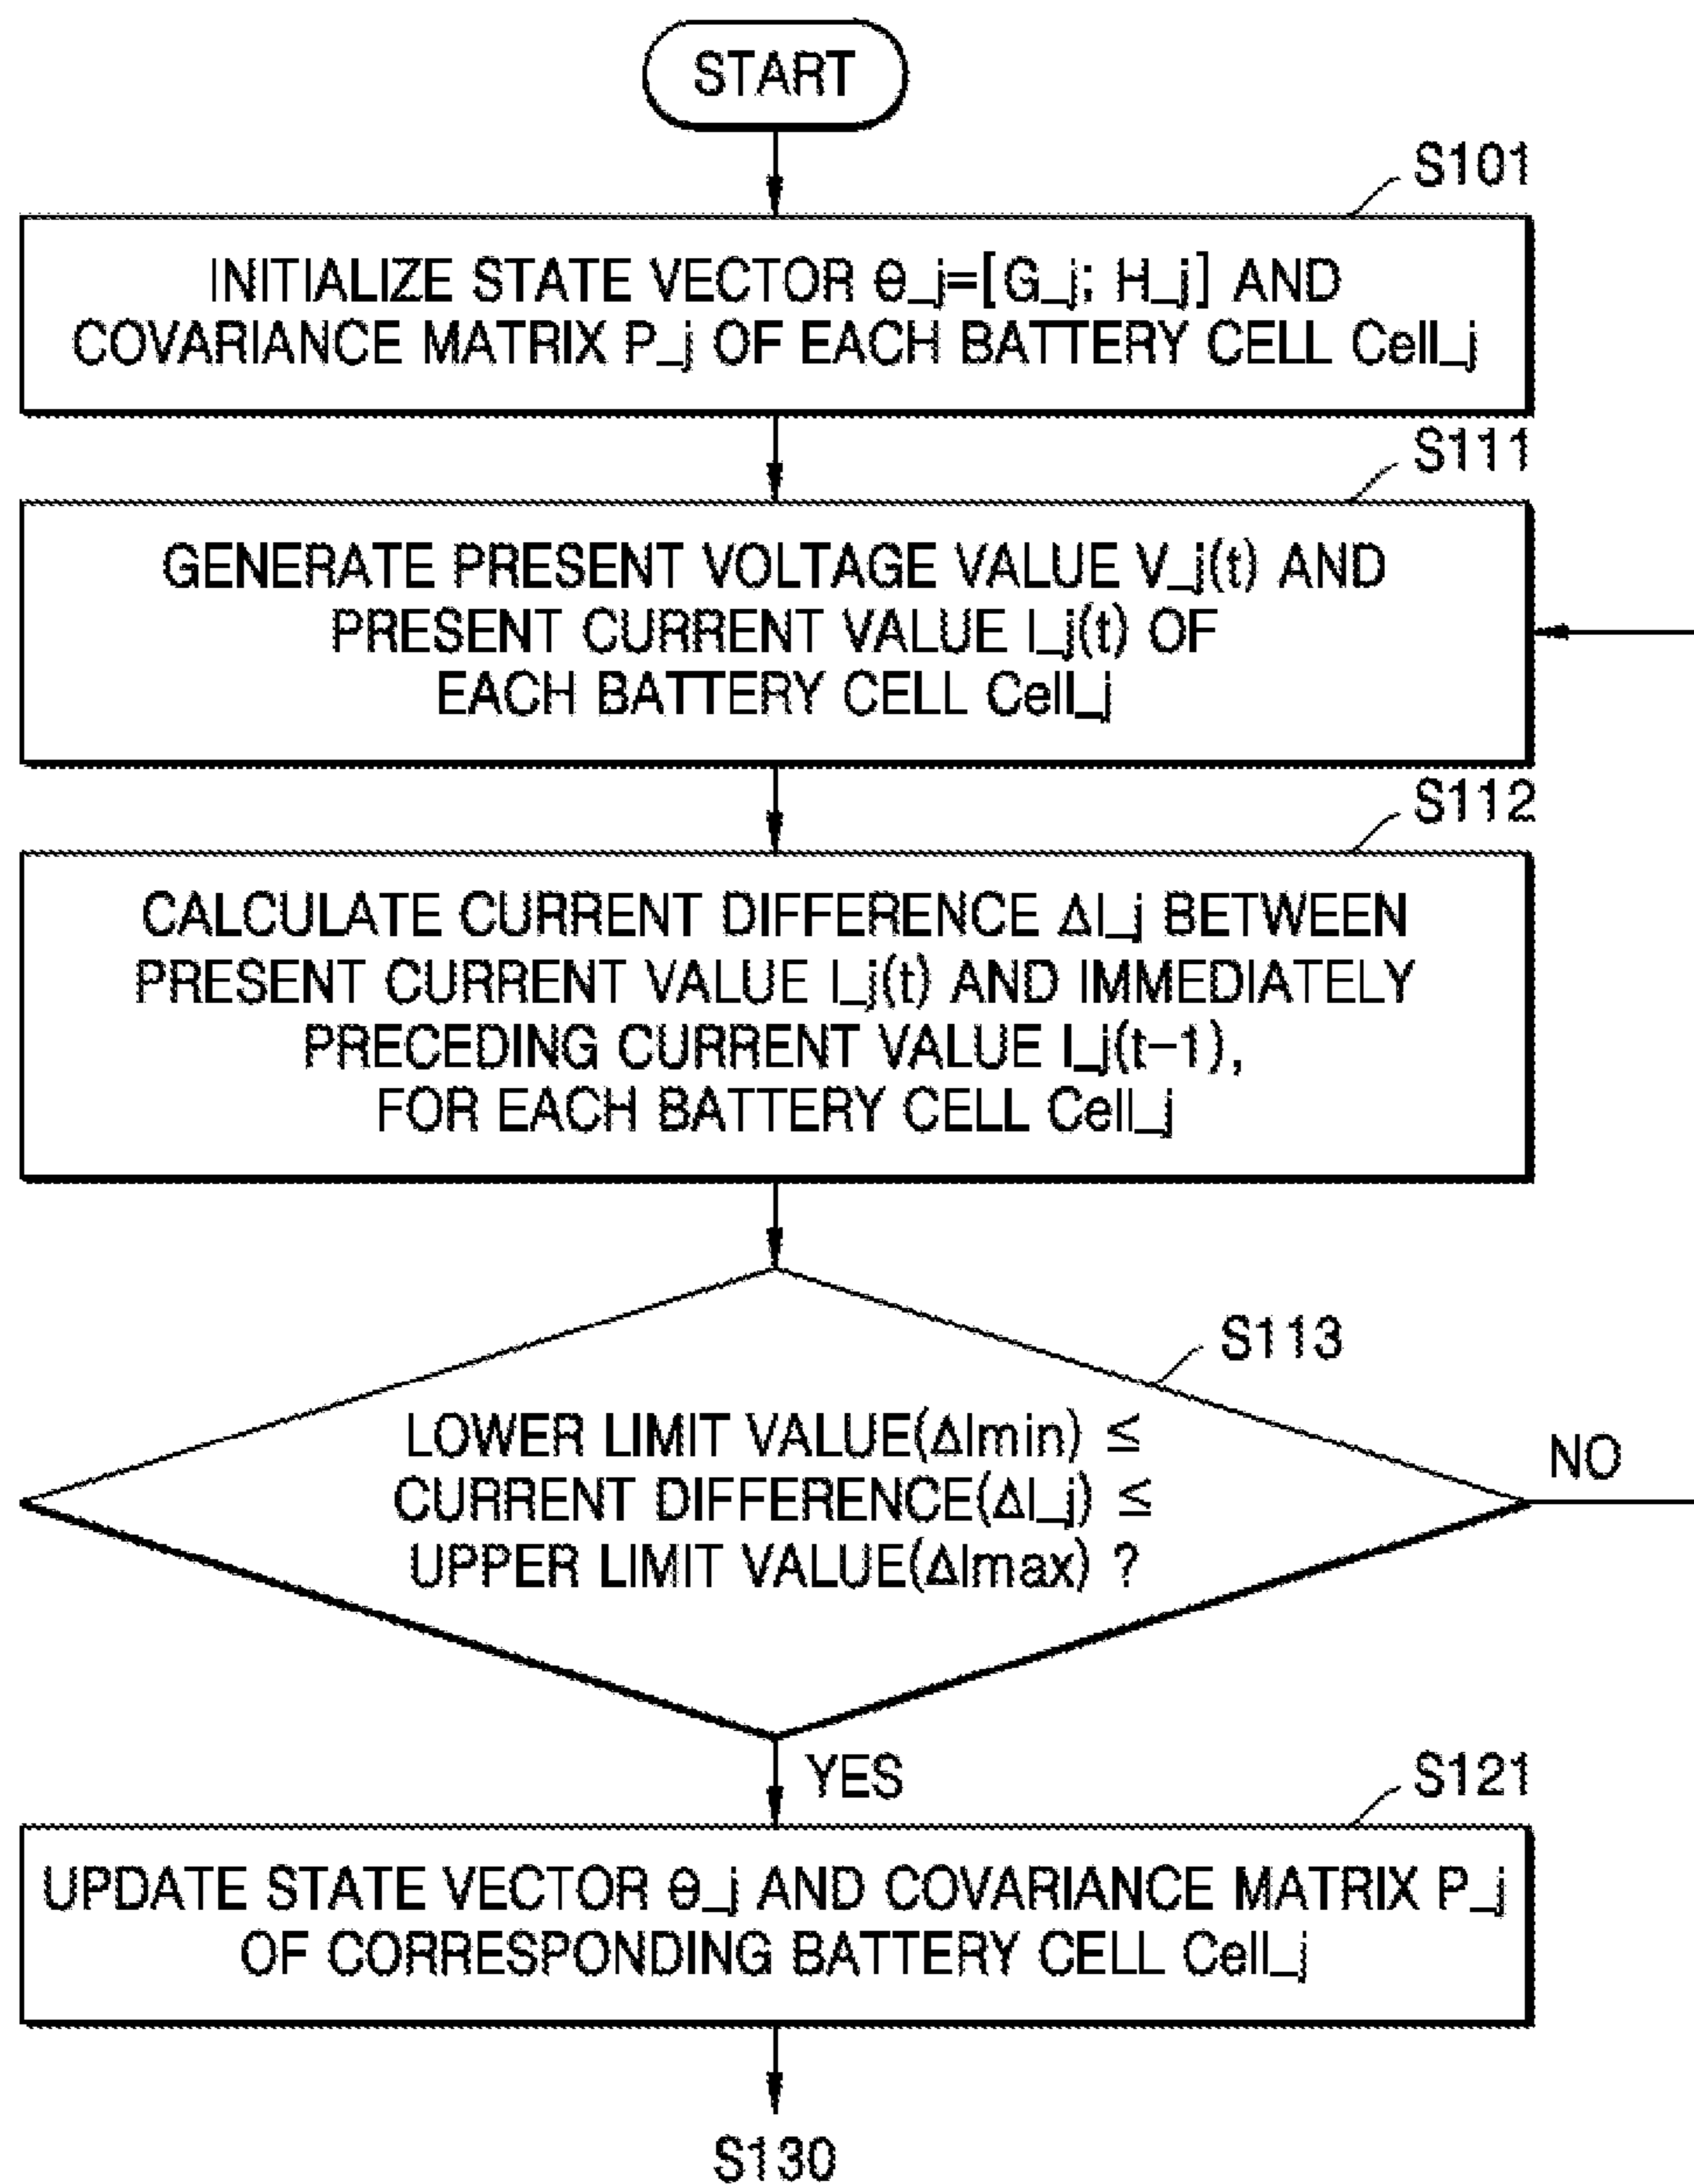 START
S101
INITIALIZE STATE VECTOR Θ_j=[G_j; H_j] AND
COVARIANCE MATRIX P_j OF EACH BATTERY CELL Cell_j
S111
GENERATE PRESENT VOLTAGE VALUE V_j(t) AND
PRESENT CURRENT VALUE I_j(t) OF
EACH BATTERY CELL Cell_j
S112
CALCULATE CURRENT DIFFERENCE ΔI_j BETWEEN
PRESENT CURRENT VALUE I_j(t) AND IMMEDIATELY
PRECEDING CURRENT VALUE I_j(t-1),
FOR EACH BATTERY CELL Cell_j
S113
LOWER LIMIT VALUE(ΔImin) ≤
CURRENT DIFFERENCE(ΔI_j) ≤
UPPER LIMIT VALUE(ΔImax) ?
NO
YES
S121
UPDATE STATE VECTOR Θ_j AND COVARIANCE MATRIX P_j
OF CORRESPONDING BATTERY CELL Cell_j
S130